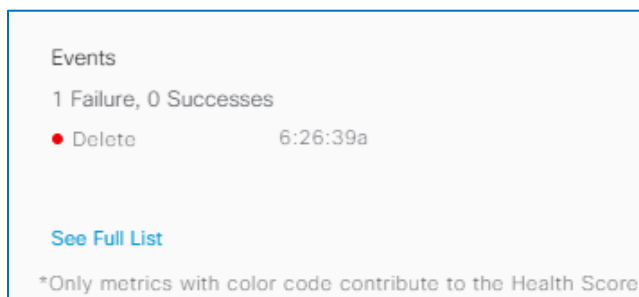 Events
1 Failure, 0 Successes
Delete 6:26:39a
See Full List
*Only metrics with color code contribute to the Health Score